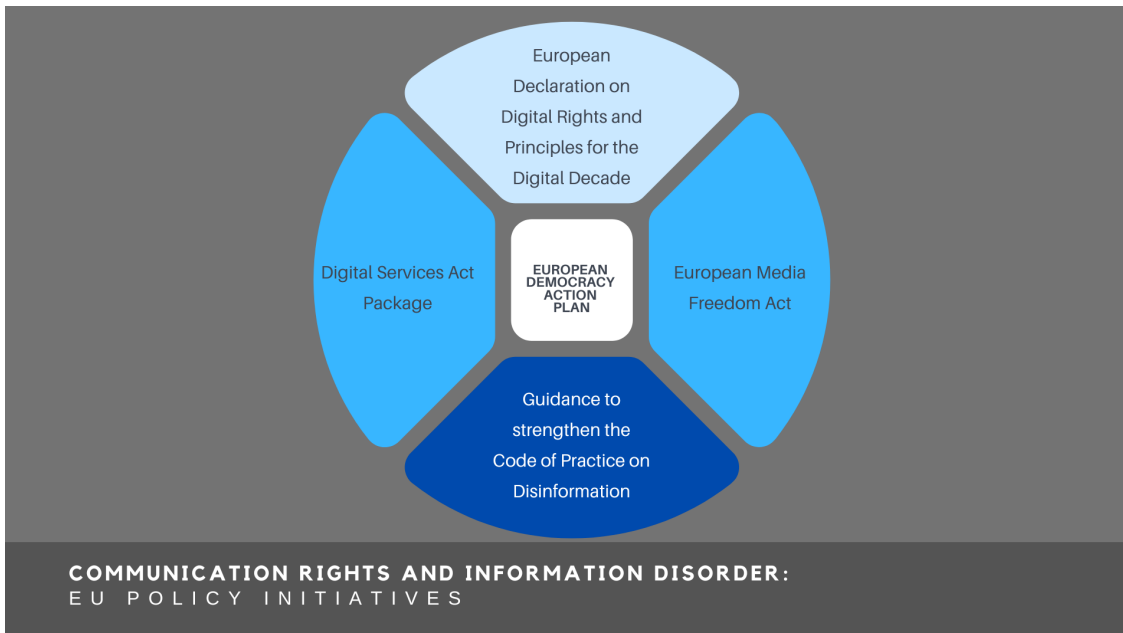 European
Declaration on
Digital Rights and
Principles for the
Digital Decade
Digital Services Act
Package
EUROPEAN
DEMOCRACY
ACTION
PLAN
European Media
Freedom Act
Guidance to
strengthen the
Code of Practice on
Disinformation
COMMUNICATION RIGHTS AND INFORMATION DISORDER:
EU POLICY INITIATIVES